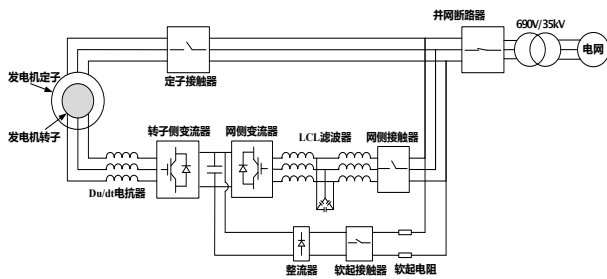 并网断路器
690V/35kV
电网
定子接触器
发电机定子
发电机转子
转子侧变流器
网侧变流器
LCL滤波器
网侧接触器
Du/dt电抗器
整流器
软起接触器
软起电阻